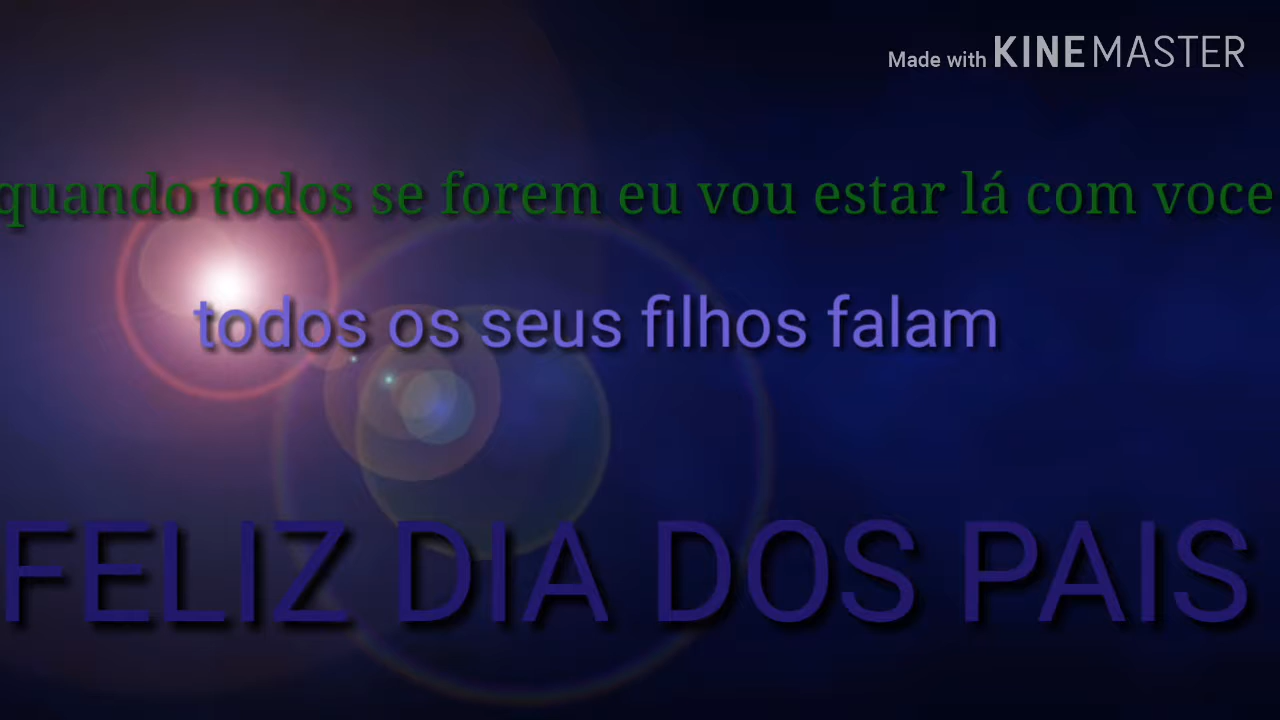 Made with KINEMASTER
quando todos se forem eu vou estar lá com voce
todos os seus filhos falam
FELIZ DIA DOS PAIS